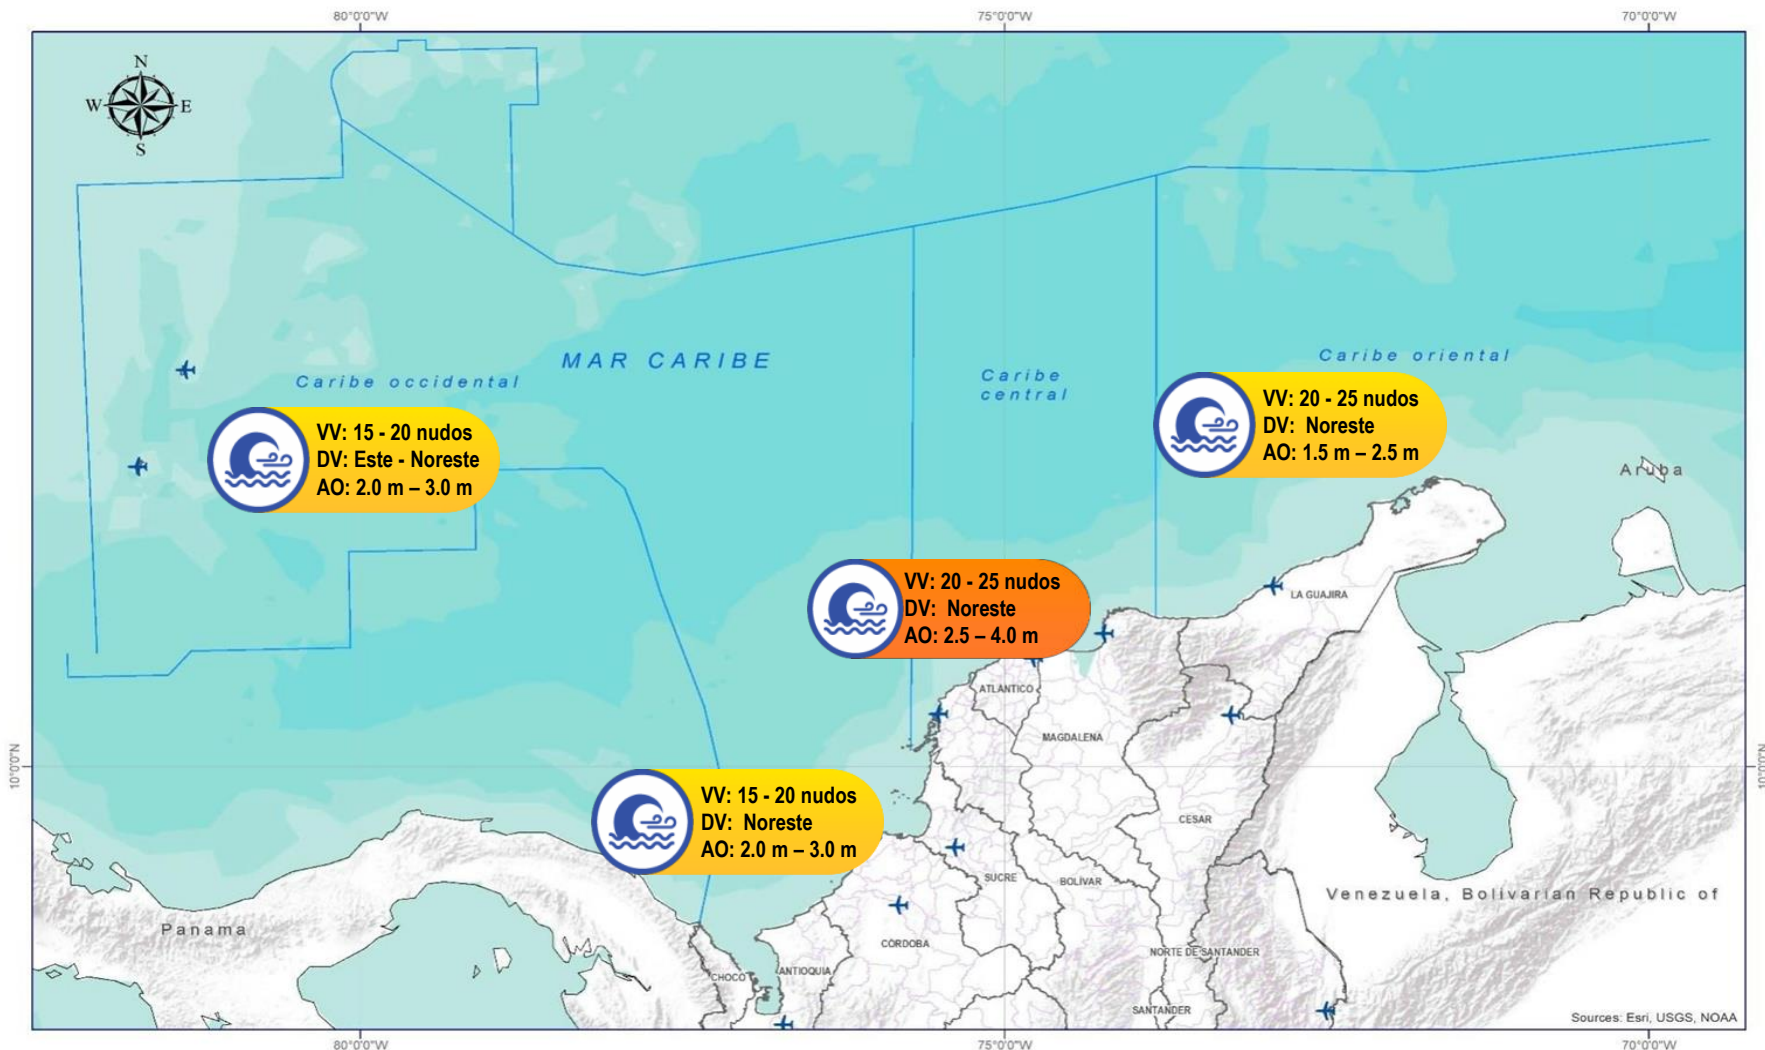 80°0'0"W
75°0'0"W
70°0'0"W
N
W
E
S
MAR CARIBE
Caribe occidental
Caribe
central
Caribe oriental
VV: 20 - 25 nudos
DV: Noreste
AO: 1.5 m – 2.5 m
VV: 15 - 20 nudos
DV: Este - Noreste
AO: 2.0 m – 3.0 m
Aruba
VV: 20 - 25 nudos
DV: Noreste
AO: 2.5 – 4.0 m
LA GUAJIRA
ATLANTICO
MAGDALENA
10°0'0"N
10°0'0"N
VV: 15 - 20 nudos
DV: Noreste
AO: 2.0 m – 3.0 m
CESAR
SUCRE
BOLÍVAR
Venezuela, Bolivarian Republic of
Panama
CÓRDOBA
NORTE DE SANTANDER
CHOCO
ANTIOQUIA
SANTANDER
Sources: Esri, USGS, NOAA
80°0'0"W
75°0'0"W
70°0'0"W